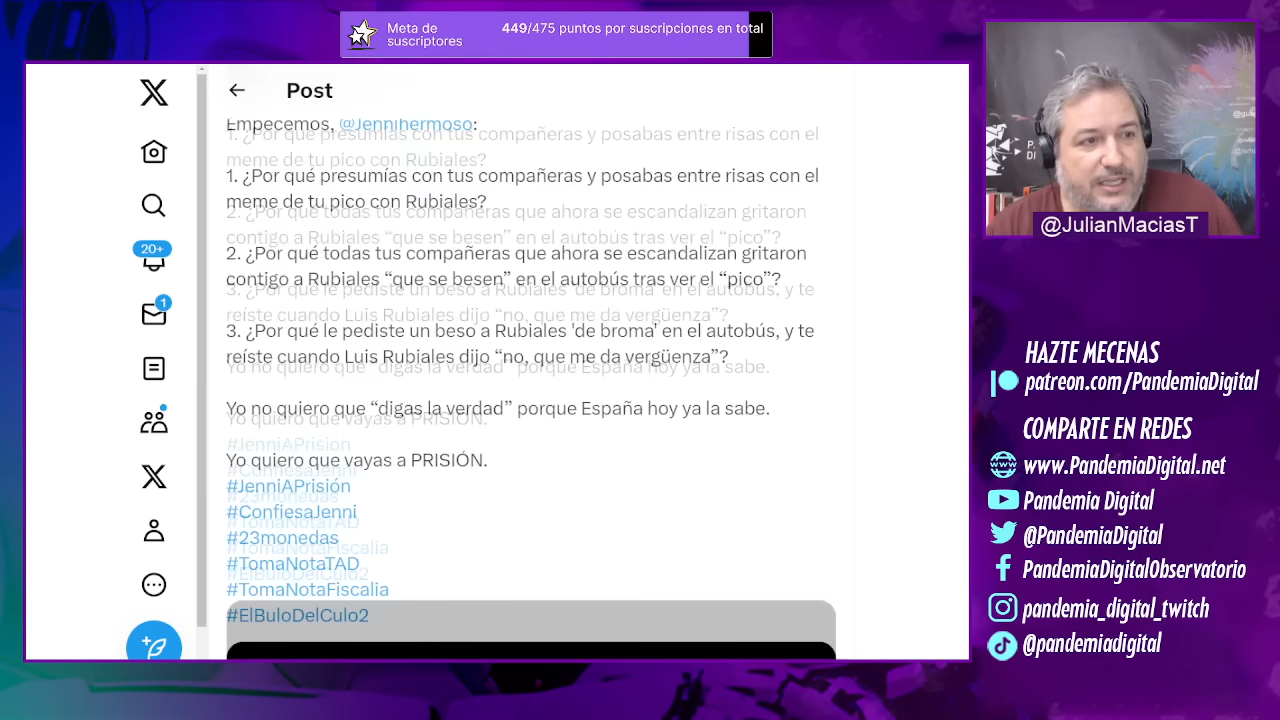 Meta de
suscriptores
449/475 puntos por suscripciones en total
Post
Empecemos, @Jennihermoso:
1. ¿Por qué presumías con tus compañeras y posabas entre risas con el
meme de tu pico con Rubiales?
2. ¿Por qué todas tus compañeras que ahora se escandalizan gritaron
contigo a Rubiales “que se besen” en el autobús tras ver el “pico”?
3. ¿Por qué le pediste un beso a Rubiales 'de broma' en el autobús, y te
reíste cuando Luis Rubiales dijo “no, que me da vergüenza”?
Yo no quiero que “digas la verdad” porque España hoy ya la sabe.
Yo quiero que vayas a PRISIÓN.
#JenniAPrisión
#ConfiesaJenni
#23monedas
#TomaNotaTAD
#TomaNotaFiscalia
#ElBuloDelCulo2
20+
1
@JulianMaciasT
HAZTE MECENAS
patreon.com/PandemiaDigital
COMPARTE EN REDES
www.PandemiaDigital.net
Pandemia Digital
@PandemiaDigital
PandemiaDigitalObservatorio
pandemia_digital_twitch
@pandemiadigital